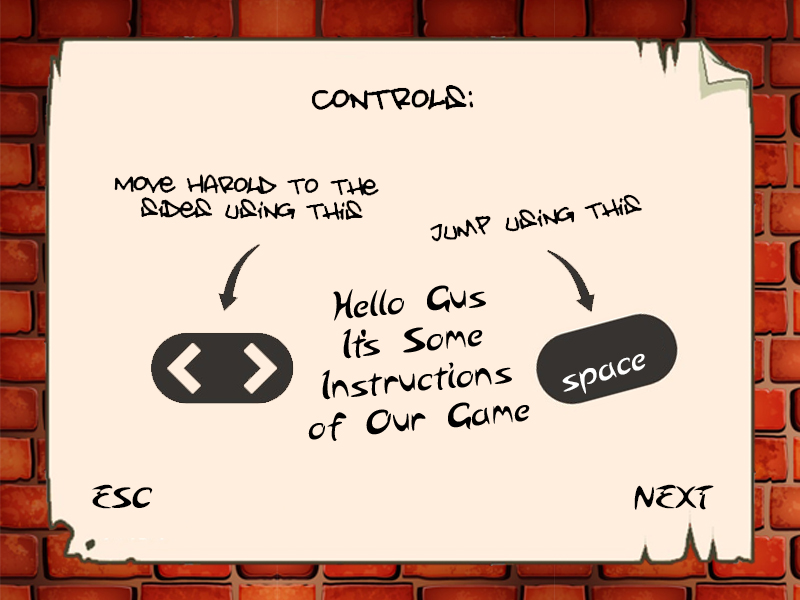 CONTROLS:
MOVE HAROLD TO THE
SIDES USING THIS
JUMP USING THIS
Hello Gus
It's Some
Instructions
of Our Game
space
ESC
NEXT